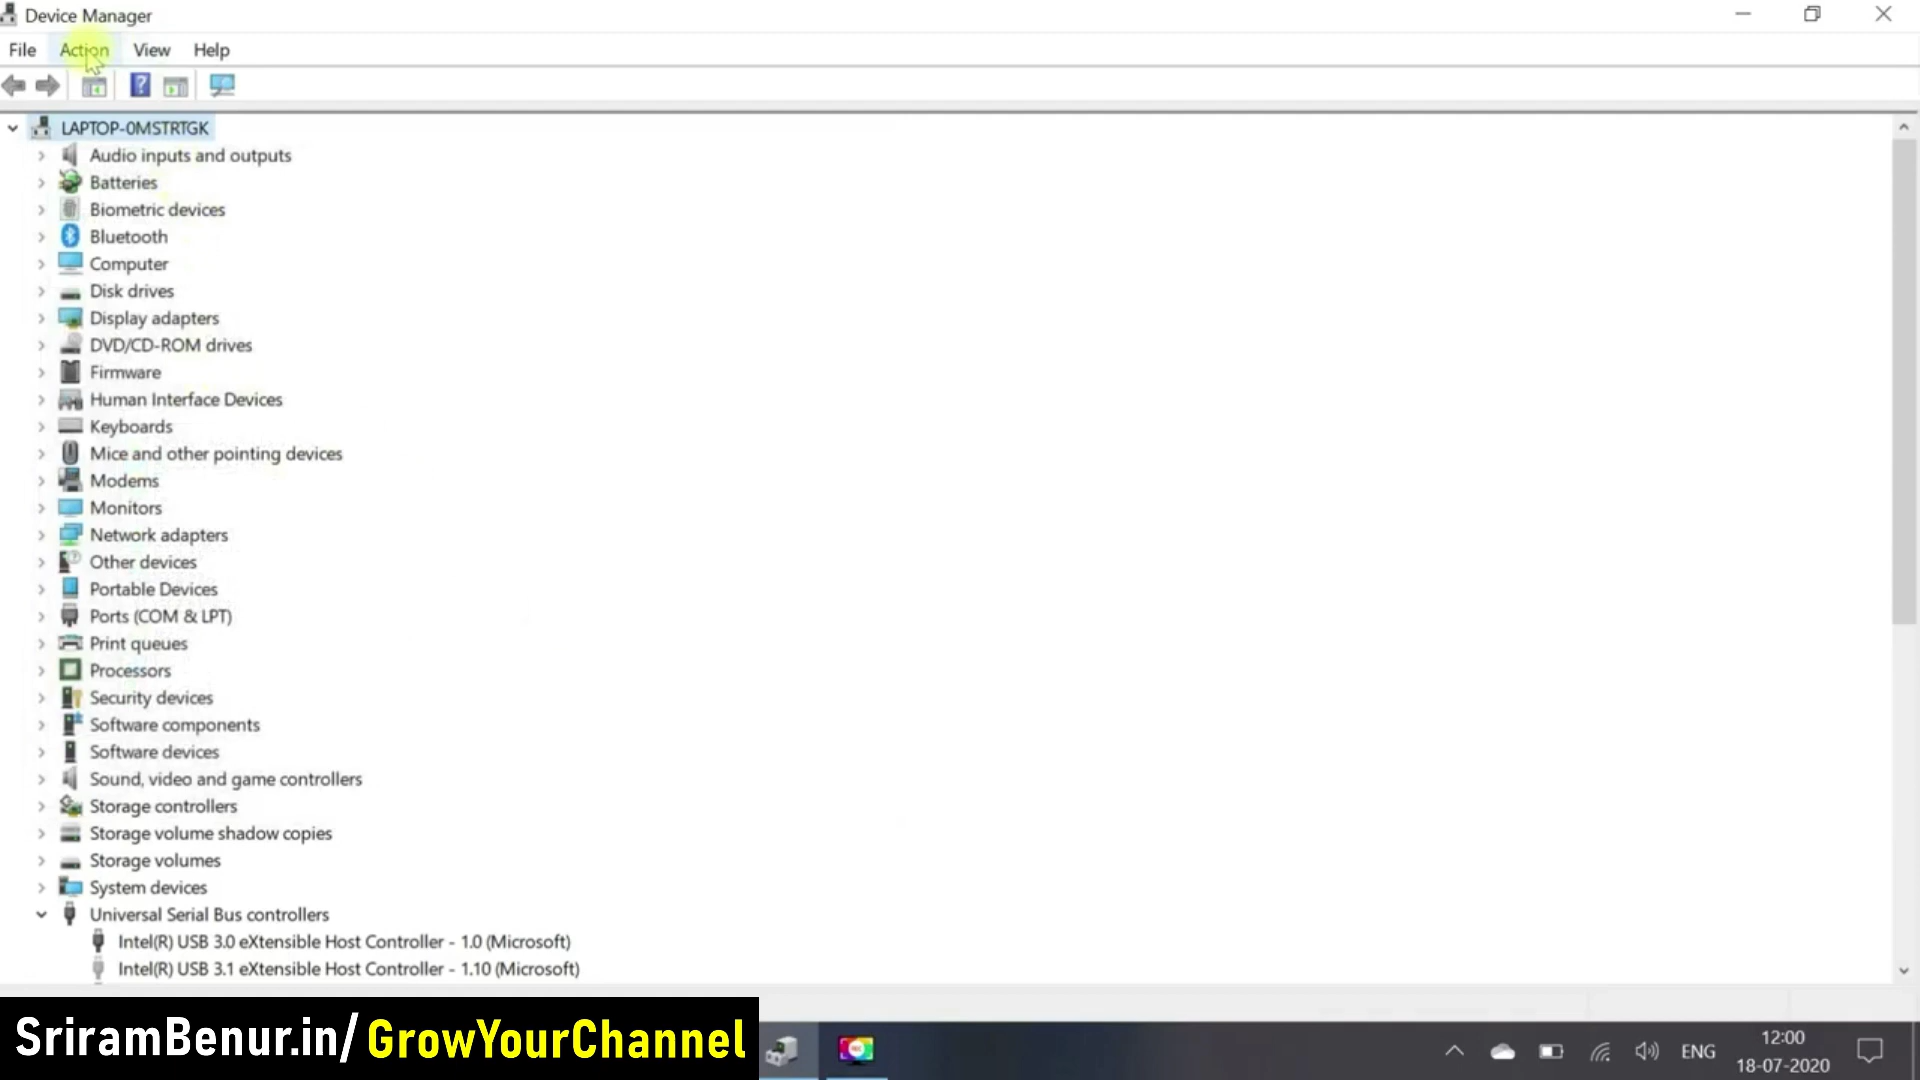 Device Manager
File Action View Help
LAPTOP-0MSTRTGK
Audio inputs and outputs
Batteries
Biometric devices
Bluetooth
Computer
Disk drives
Display adapters
DVD/CD-ROM drives
Firmware
Human Interface Devices
Keyboards
Mice and other pointing devices
Modems
Monitors
Network adapters
Other devices
Portable Devices
Ports (COM & LPT)
Print queues
Processors
Security devices
Software components
Software devices
Sound, video and game controllers
Storage controllers
Storage volume shadow copies
Storage volumes
System devices
Universal Serial Bus controllers
Intel(R) USB 3.0 eXtensible Host Controller - 1.0 (Microsoft)
Intel(R) USB 3.1 eXtensible Host Controller - 1.10 (Microsoft)
SriramBenur.in/GrowYourChannel
ENG
12:00
18-07-2020